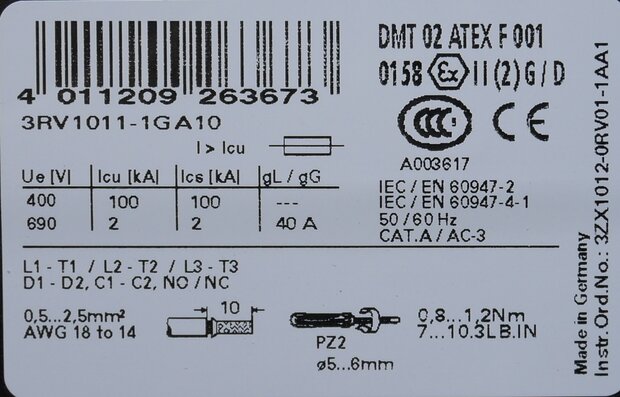 4 011209 263673
DMT 02 ATEX F 001
0158 Ex II (2) G / D
3RV1011-1GA10
I > Icu
CCC CE
A003617
Ue [V] Icu [kA] Ics [kA] gL / gG
400 100 100 ---
690 2 2 40 A
IEC / EN 60947-2
IEC / EN 60947-4-1
50 / 60 Hz
CAT.A / AC-3
L1 - T1 / L2 - T2 / L3 - T3
D1 - D2, C1 - C2, NO / NC
0,5...2,5mm²
AWG 18 to 14
10
PZ2
ø5...6mm
0,8...1,2Nm
7...10.3LB.IN
Made in Germany
Instr.Ord.No.: 3ZX1012-0RV01-1AA1